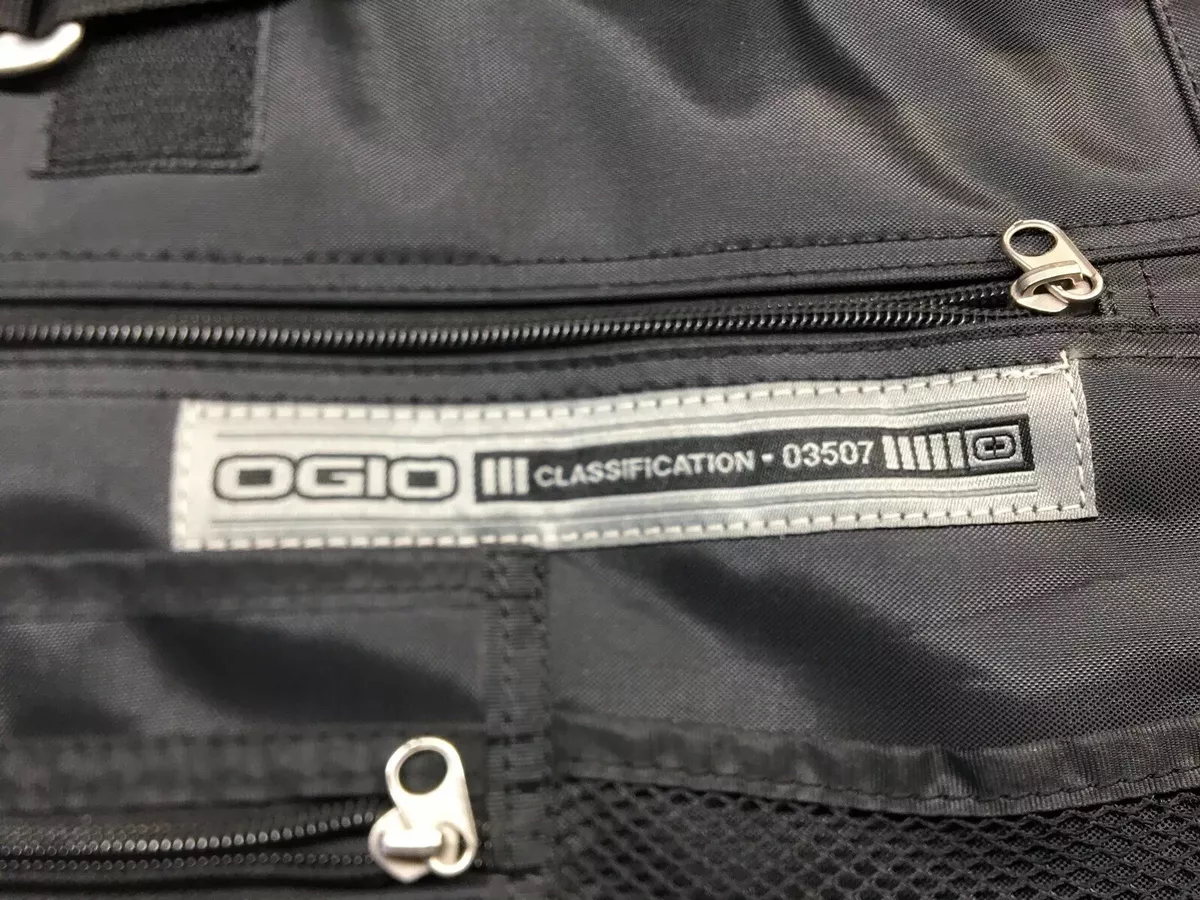 OGIO CLASSIFICATION - 03507